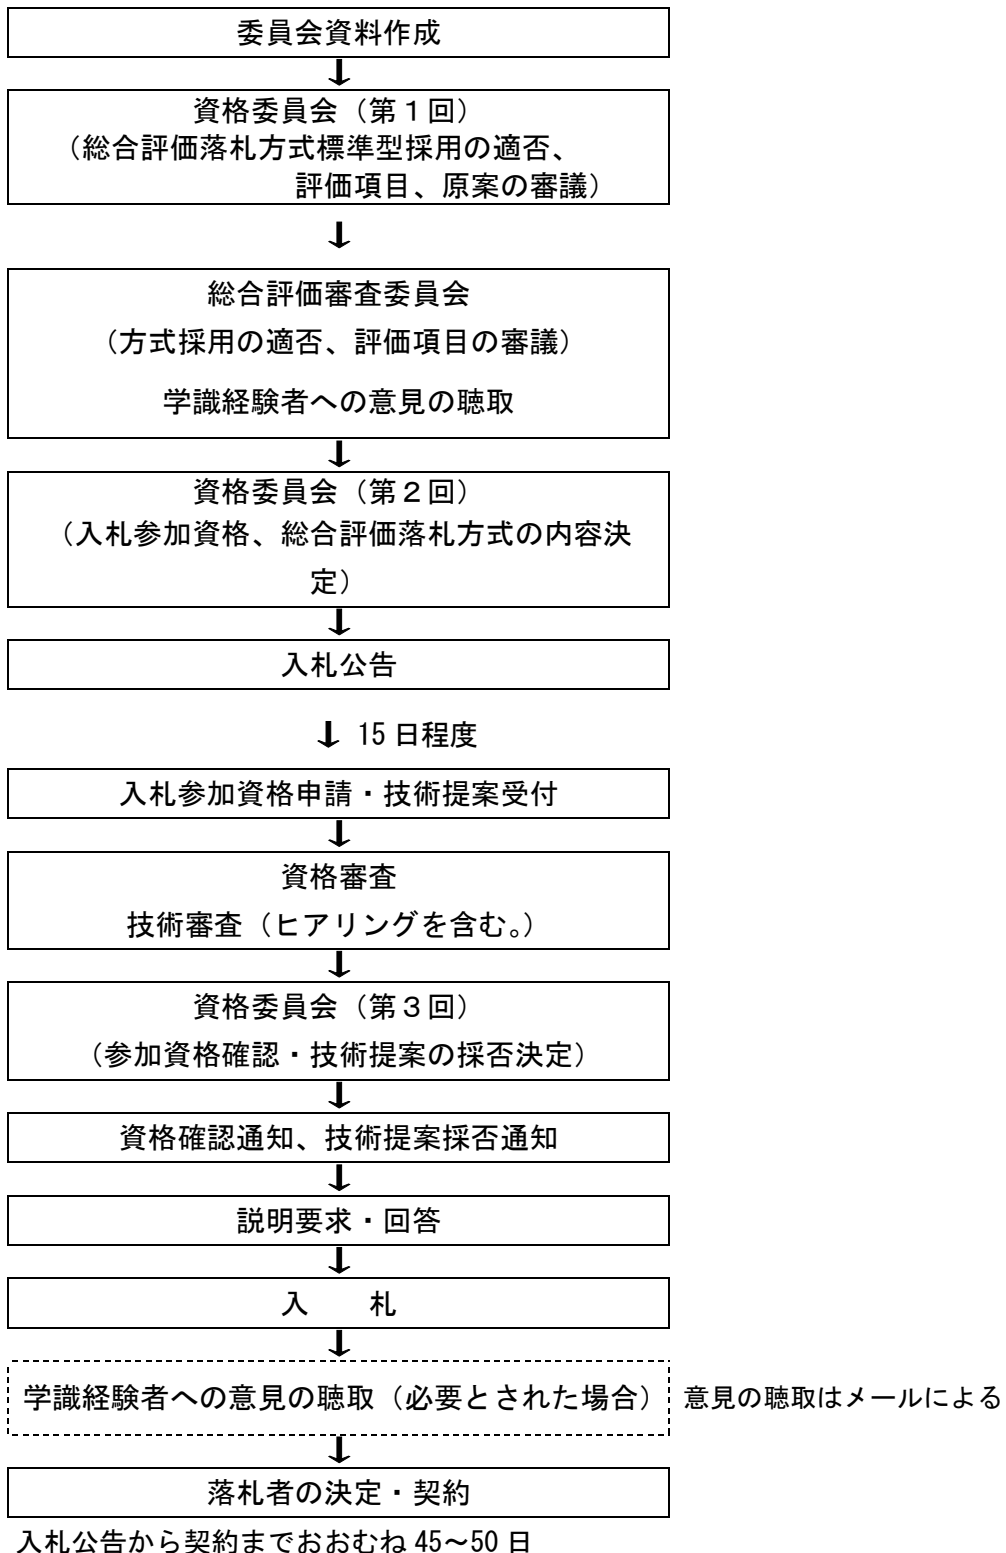 委員会資料作成
資格委員会(第1回)
(総合評価落札方式標準型採用の適否、
評価項目、原案の審議)
総合評価審査委員会
(方式採用の適否、評価項目の審議)
学識経験者への意見の聴取
資格委員会(第2回)
(入札参加資格、総合評価落札方式の内容決
定)
入札公告
15日程度
入札参加資格申請・技術提案受付
資格審査
技術審査(ヒアリングを含む。)
資格委員会(第3回)
(参加資格確認・技術提案の採否決定)
資格確認通知、技術提案採否通知
説明要求・回答
入 札
学識経験者への意見の聴取(必要とされた場合) 意見の聴取はメールによる
落札者の決定・契約
入札公告から契約までおおむね45~50日